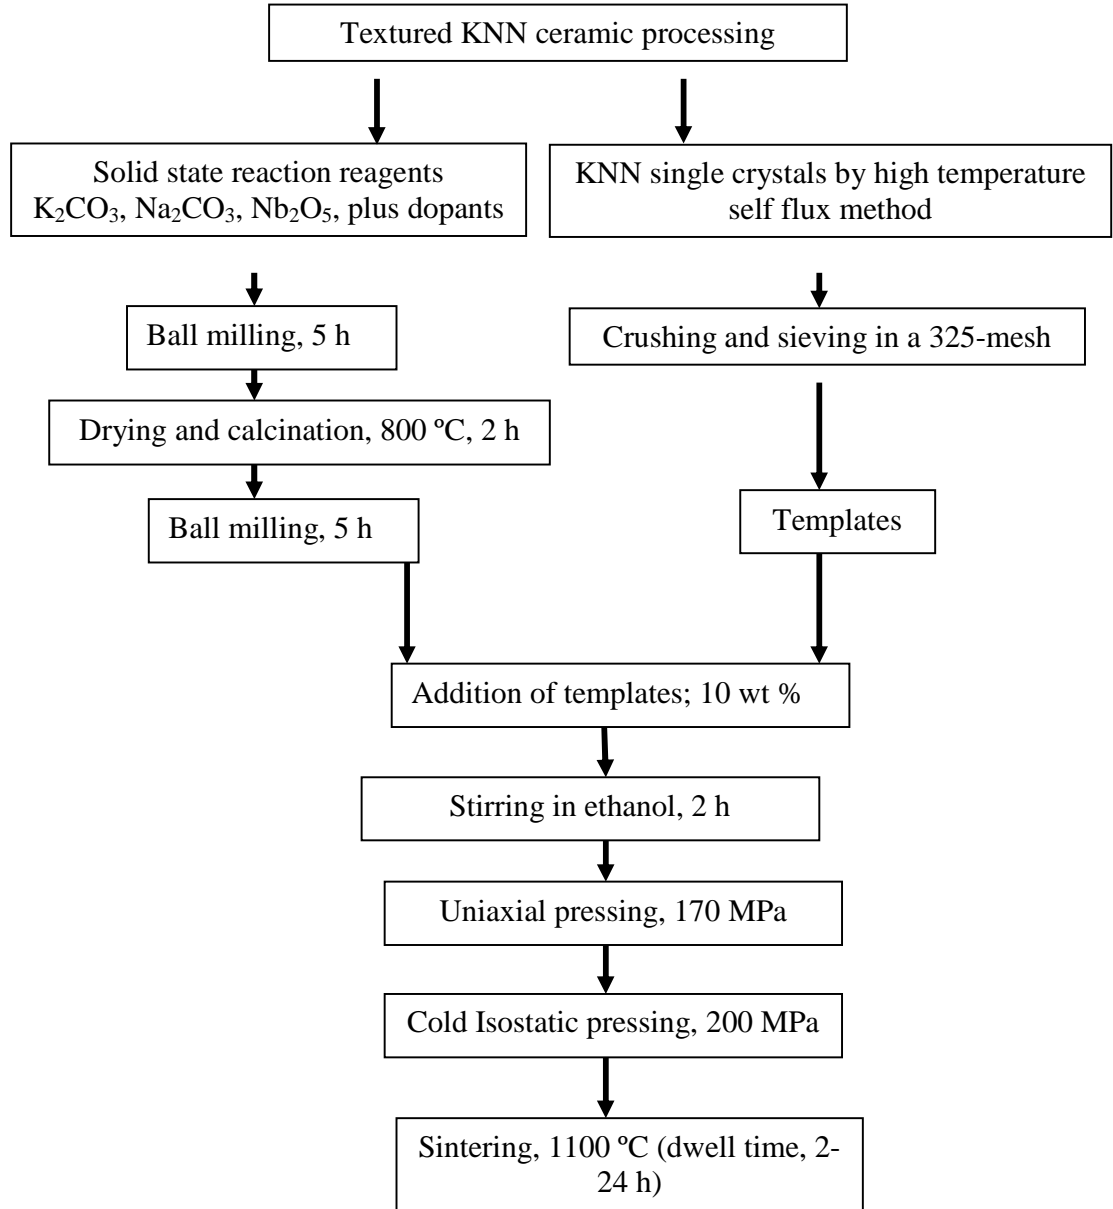 Textured KNN ceramic processing
Solid state reaction reagents
K₂CO₃, Na₂CO₃, Nb₂O₅, plus dopants
KNN single crystals by high temperature
self flux method
Ball milling, 5 h
Crushing and sieving in a 325-mesh
Drying and calcination, 800 ºC, 2 h
Ball milling, 5 h
Templates
Addition of templates; 10 wt %
Stirring in ethanol, 2 h
Uniaxial pressing, 170 MPa
Cold Isostatic pressing, 200 MPa
Sintering, 1100 ºC (dwell time, 2-
24 h)